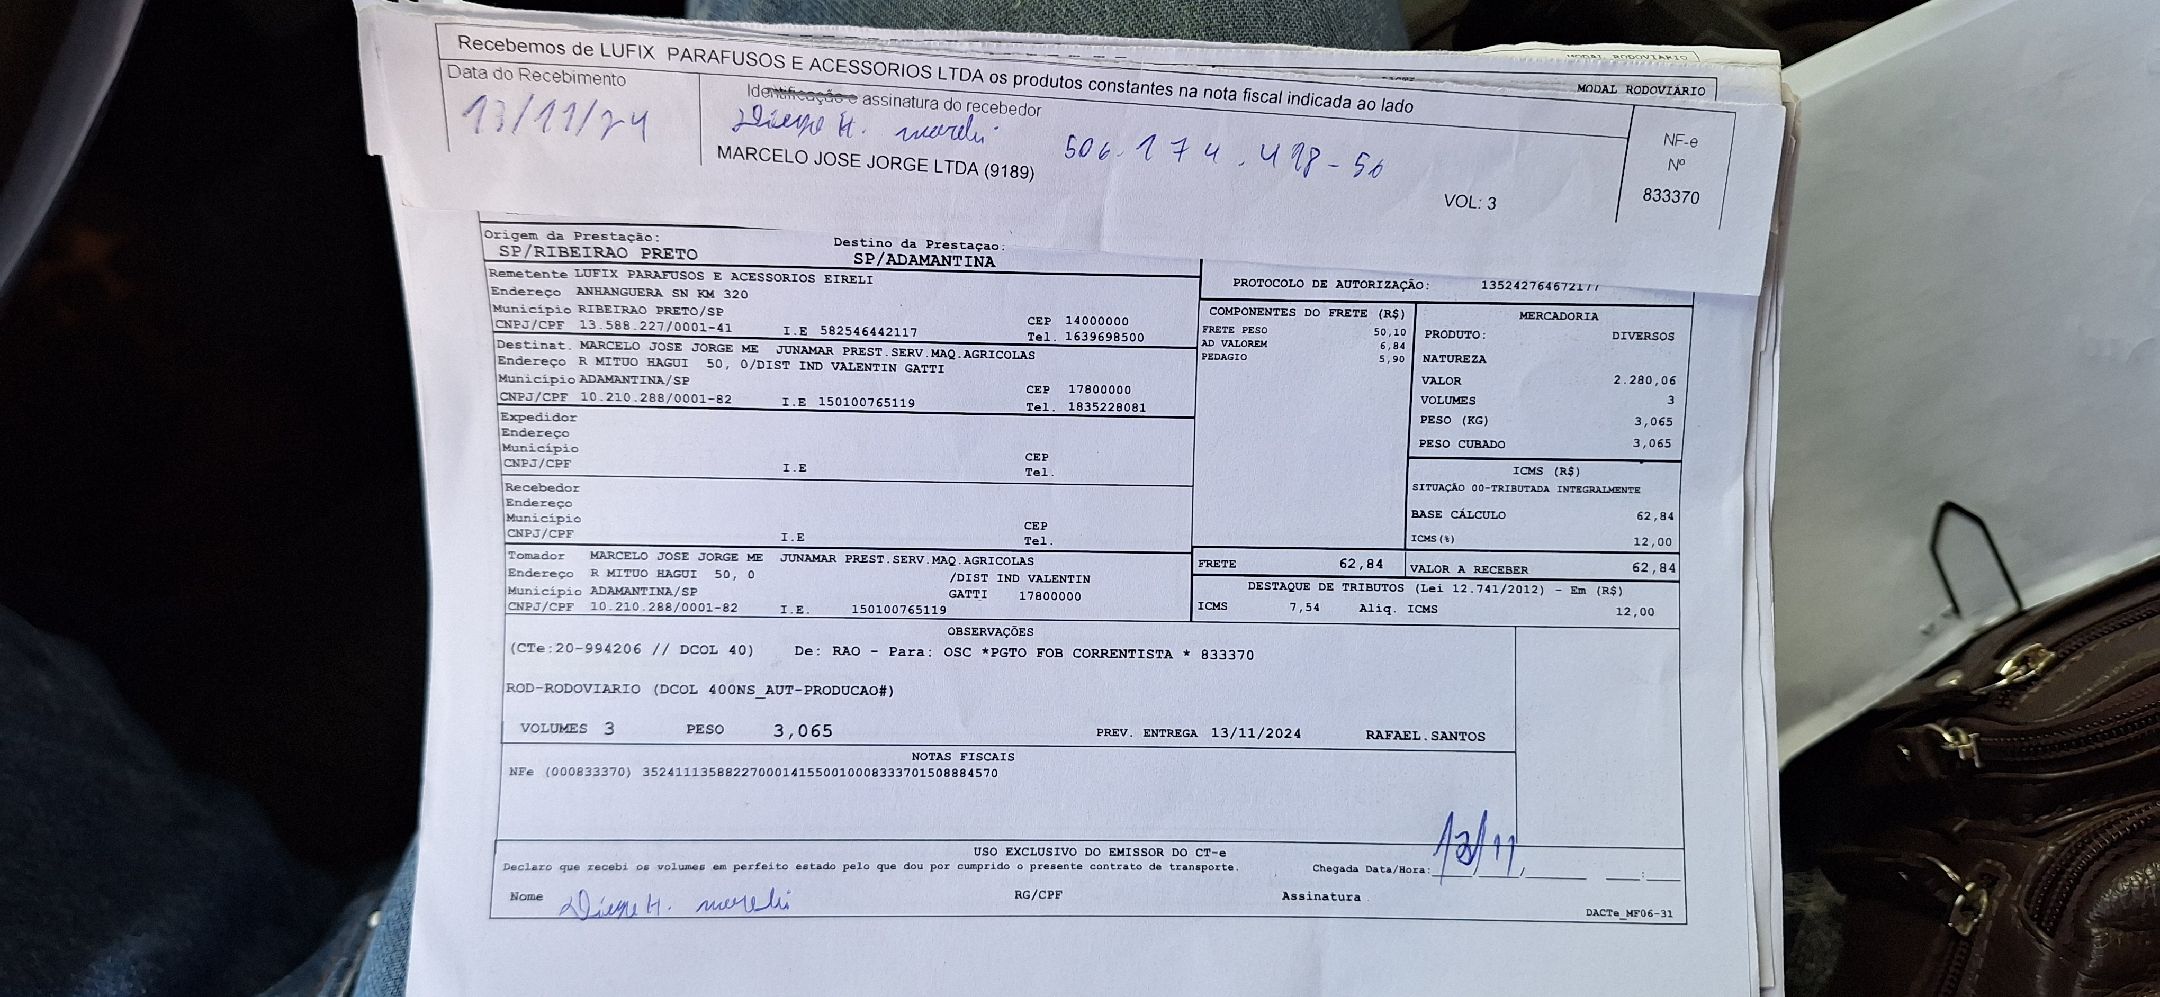 Recebemos de LUFIX PARAFUSOS E ACESSORIOS LTDA os produtos constantes na nota fiscal indicada ao lado
MODAL RODOVIARIO
MODAL RODOVIARIO
Data do Recebimento
Identificação e assinatura do recebedor
13/11/24
Diego H.
506.174.498-50
MARCELO JOSE JORGE LTDA (9189)
VOL: 3
NF-e
Nº
833370
Origem da Prestação:
SP/RIBEIRAO PRETO
Destino da Prestaçao:
SP/ADAMANTINA
PROTOCOLO DE AUTORIZAÇÃO: 135242764672177
Remetente LUFIX PARAFUSOS E ACESSORIOS EIRELI
Endereço ANHANGUERA SN KM 320
Município RIBEIRAO PRETO/SP CEP 14000000
CNPJ/CPF 13.588.227/0001-41 I.E 582546442117 Tel. 1639698500
Destinat. MARCELO JOSE JORGE ME JUNAMAR PREST.SERV.MAQ.AGRICOLAS
Endereço R MITUO HAGUI 50, 0/DIST IND VALENTIN GATTI
Município ADAMANTINA/SP CEP 17800000
CNPJ/CPF 10.210.288/0001-82 I.E 150100765119 Tel. 1835228081
Expedidor
Endereço
Município CEP
CNPJ/CPF I.E Tel.
Recebedor
Endereço
Município CEP
CNPJ/CPF I.E Tel.
Tomador MARCELO JOSE JORGE ME JUNAMAR PREST.SERV.MAQ.AGRICOLAS
Endereço R MITUO HAGUI 50, 0 /DIST IND VALENTIN
Município ADAMANTINA/SP GATTI 17800000
CNPJ/CPF 10.210.288/0001-82 I.E. 150100765119
COMPONENTES DO FRETE (R$)
FRETE PESO 50,10
AD VALOREM 6,84
PEDAGIO 5,90
MERCADORIA
PRODUTO: DIVERSOS
NATUREZA
VALOR 2.280,06
VOLUMES 3
PESO (KG) 3,065
PESO CUBADO 3,065
ICMS (R$)
SITUAÇÃO 00-TRIBUTADA INTEGRALMENTE
BASE CÁLCULO 62,84
ICMS(%) 12,00
FRETE 62,84 VALOR A RECEBER 62,84
DESTAQUE DE TRIBUTOS (Lei 12.741/2012) - Em (R$)
ICMS 7,54 Aliq. ICMS 12,00
OBSERVAÇÕES
(CTe:20-994206 // DCOL 40) De: RAO - Para: OSC *PGTO FOB CORRENTISTA * 833370
ROD-RODOVIARIO (DCOL 400NS_AUT-PRODUCAO#)
VOLUMES 3 PESO 3,065 PREV. ENTREGA 13/11/2024 RAFAEL.SANTOS
NOTAS FISCAIS
NFe (000833370) 35241113588227000141550010008333701508884570
USO EXCLUSIVO DO EMISSOR DO CT-e
Declaro que recebi os volumes em perfeito estado pelo que dou por cumprido o presente contrato de transporte.
Chegada Data/Hora: 13/11
Nome Diego H. RG/CPF Assinatura
DACTe_MF06-31